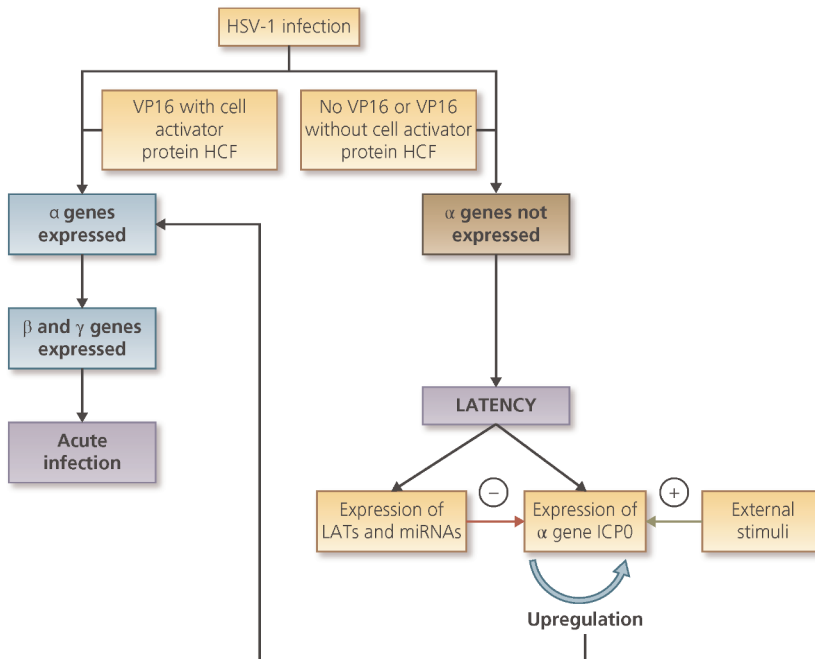 HSV-1 infection
VP16 with cell
activator
protein HCF
No VP16 or VP16
without cell activator
protein HCF
α genes
expressed
α genes not
expressed
β and γ genes
expressed
LATENCY
Acute
infection
−
+
Expression of
LATs and miRNAs
Expression of
α gene ICP0
External
stimuli
Upregulation